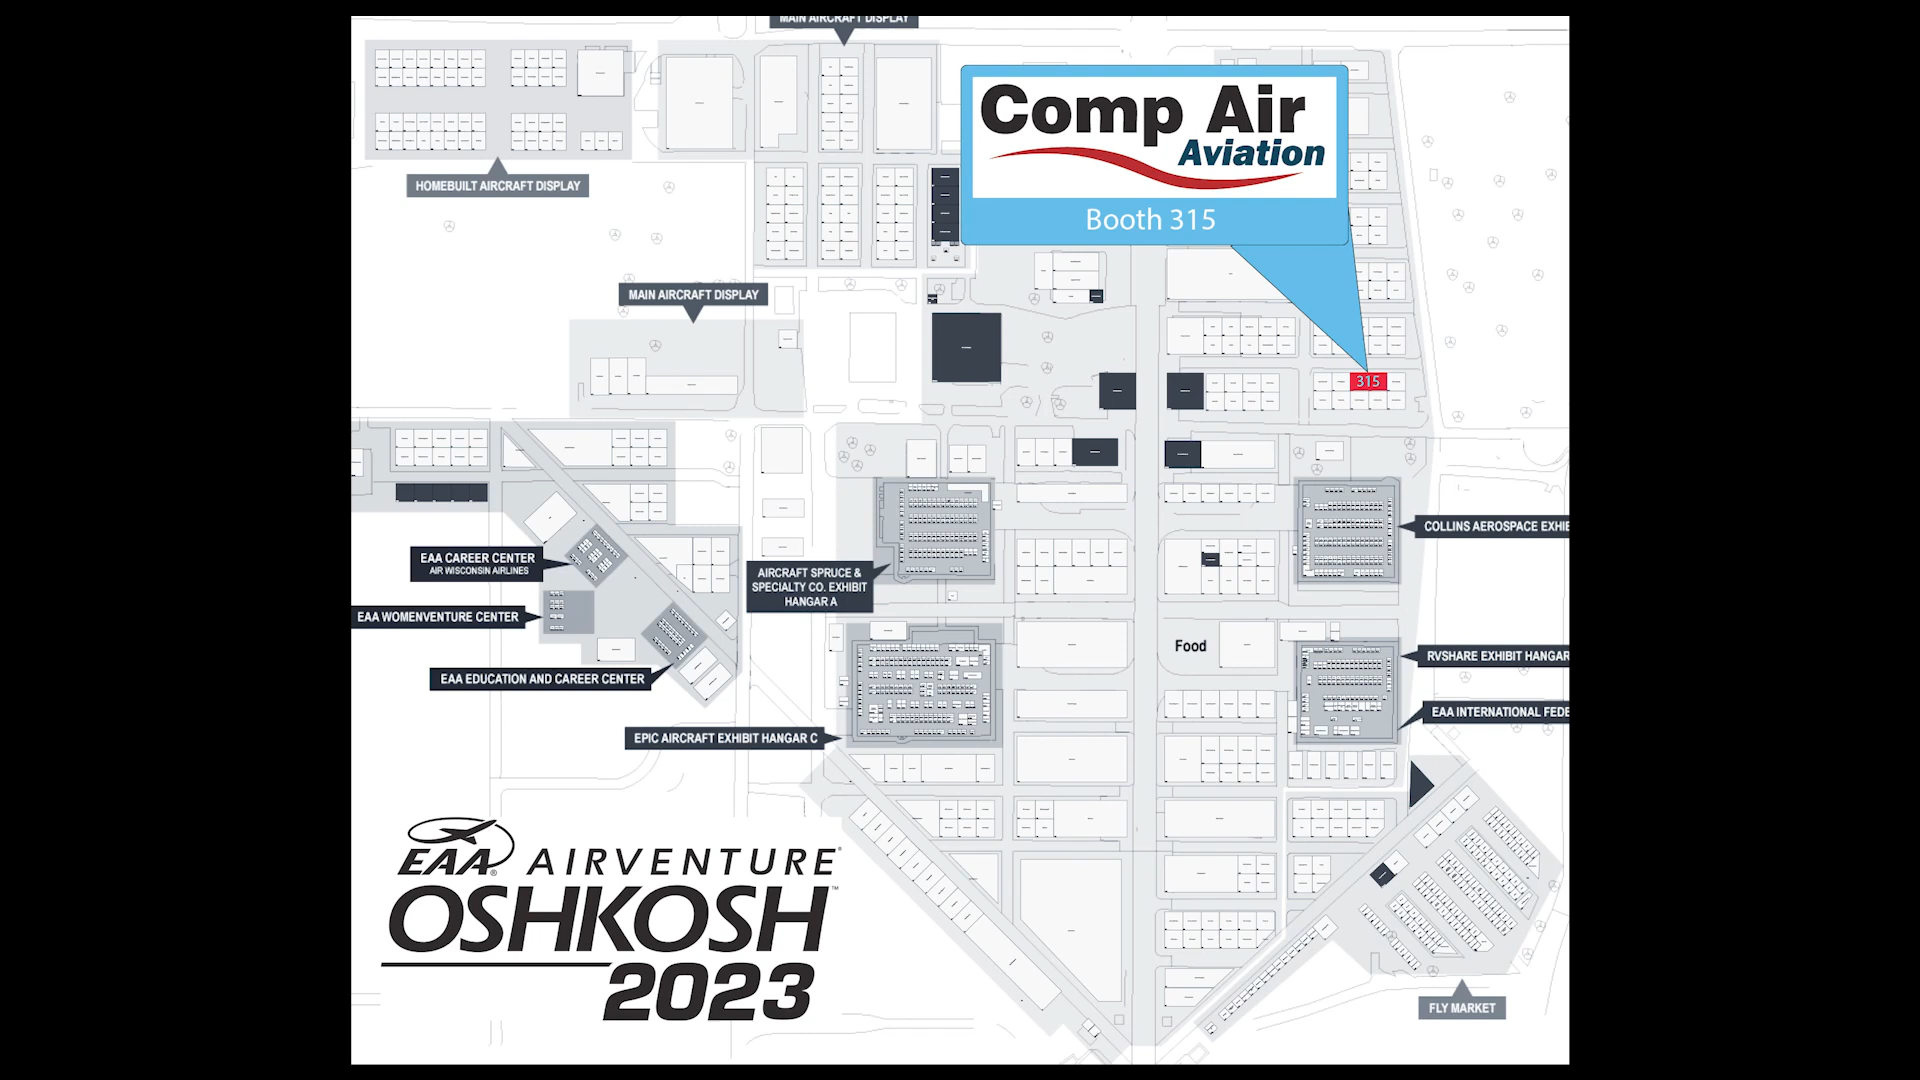 MAIN AIRCRAFT DISPLAY
Comp Air
Aviation
Booth 315
HOMEBUILT AIRCRAFT DISPLAY
MAIN AIRCRAFT DISPLAY
315
COLLINS AEROSPACE EXHI
EAA CAREER CENTER
AIR WISCONSIN AIRLINES
AIRCRAFT SPRUCE &
SPECIALTY CO. EXHIBIT
HANGAR A
EAA WOMENVENTURE CENTER
Food
RVSHARE EXHIBIT HANGAR
EAA EDUCATION AND CAREER CENTER
EAA INTERNATIONAL FEDE
EPIC AIRCRAFT EXHIBIT HANGAR C
EAA® AIRVENTURE®
OSHKOSH™
2023
FLY MARKET